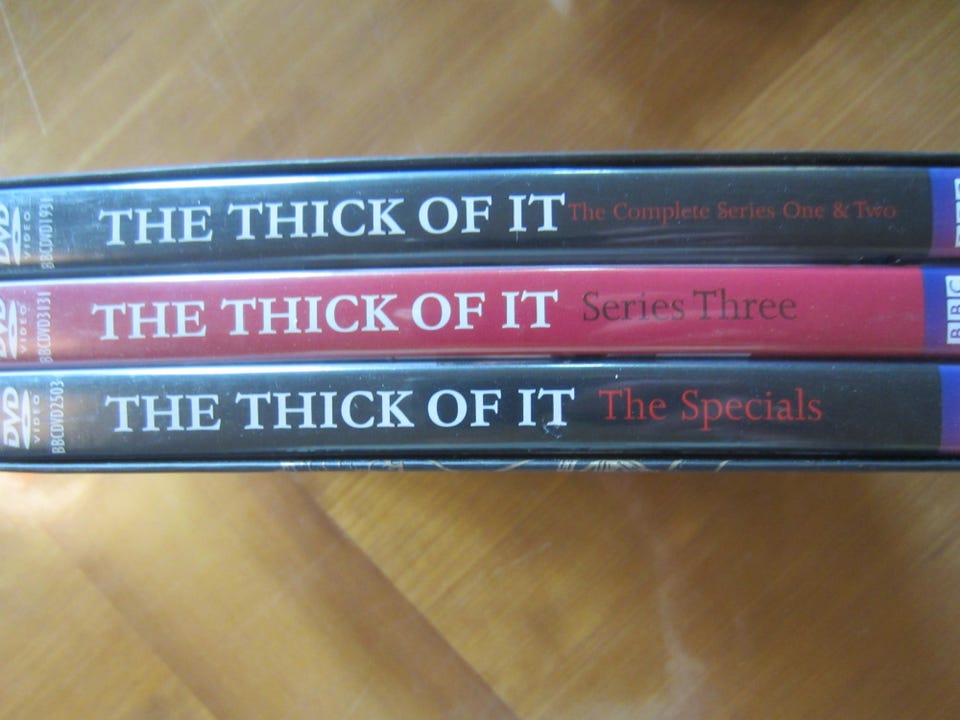 DVD VIDEO BBCDVD1931 THE THICK OF IT The Complete Series One & Two
VIDEO BBCDVD3131 THE THICK OF IT Series Three BBC
DVD VIDEO BBCDVD2503 THE THICK OF IT The Specials